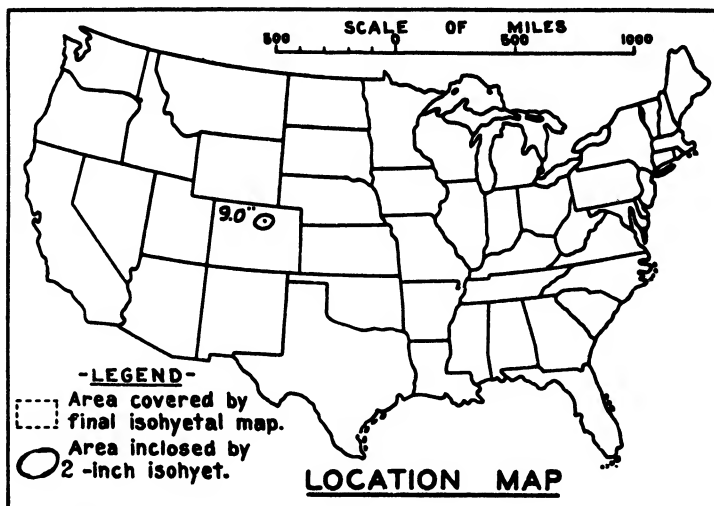 SCALE OF MILES
500 0 500 1000
9.0"
-LEGEND-
Area covered by
final isohyetal map.
Area inclosed by
2 -inch isohyet.
LOCATION MAP